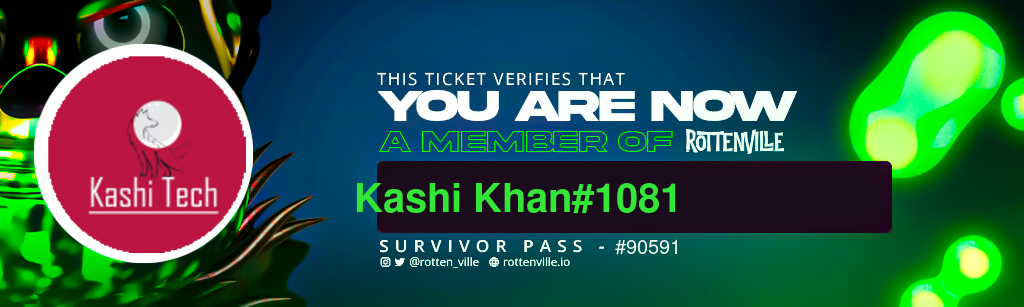 Kashi Tech
THIS TICKET VERIFIES THAT
YOU ARE NOW
A MEMBER OF ROTTENVILLE
Kashi Khan#1081
SURVIVOR PASS - #90591
@rotten_ville rottenville.io